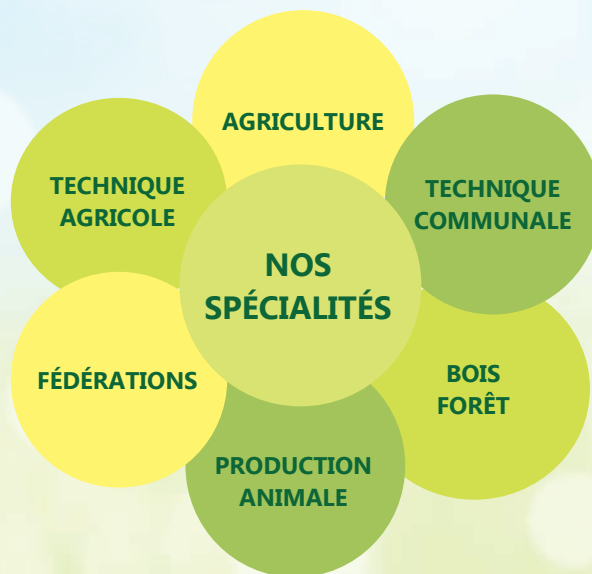 AGRICULTURE
TECHNIQUE
AGRICOLE
TECHNIQUE
COMMUNALE
NOS
SPÉCIALITÉS
FÉDÉRATIONS
BOIS
FORÊT
PRODUCTION
ANIMALE